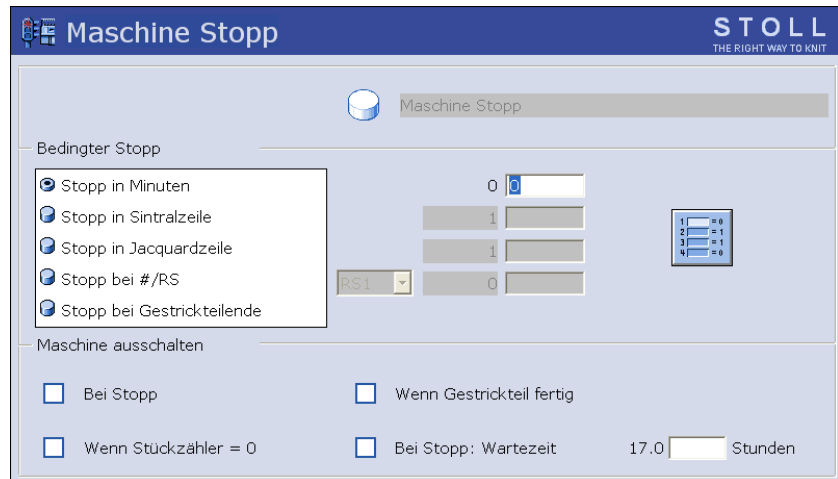 Maschine Stopp
STOLL
THE RIGHT WAY TO KNIT
Maschine Stopp
Bedingter Stopp
Stopp in Minuten 0 0
Stopp in Sintralzeile 1
Stopp in Jacquardzeile 1
Stopp bei #/RS RS1 0
Stopp bei Gestrickteilende
1 = 0
2 = 1
3 = 1
4 = 0
Maschine ausschalten
Bei Stopp Wenn Gestrickteil fertig
Wenn Stückzähler = 0 Bei Stopp: Wartezeit 17.0 Stunden